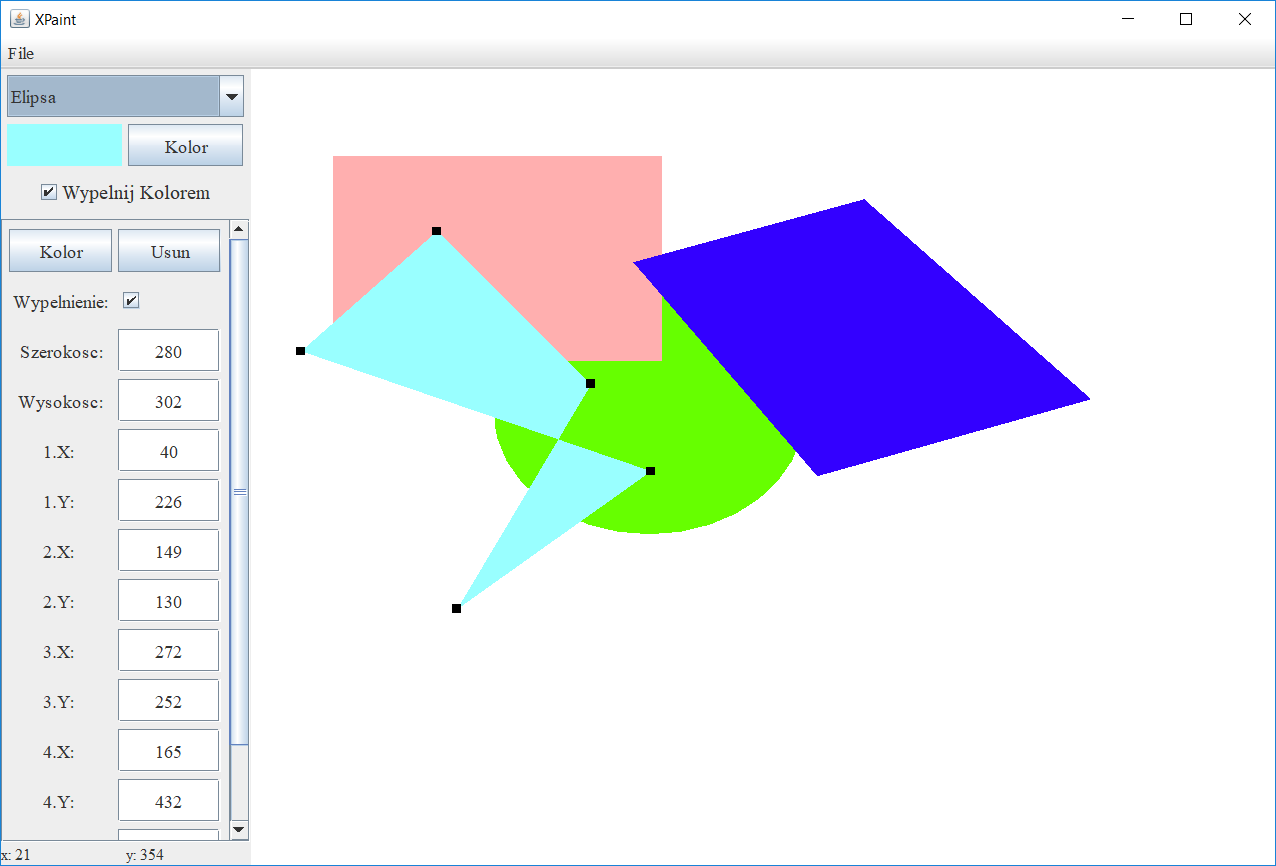 XPaint
File
Elipsa
Kolor
Wypelnij Kolorem
Kolor Usun
Wypelnienie:
Szerokosc: 280
Wysokosc: 302
1.X: 40
1.Y: 226
2.X: 149
2.Y: 130
3.X: 272
3.Y: 252
4.X: 165
4.Y: 432
x: 21 y: 354